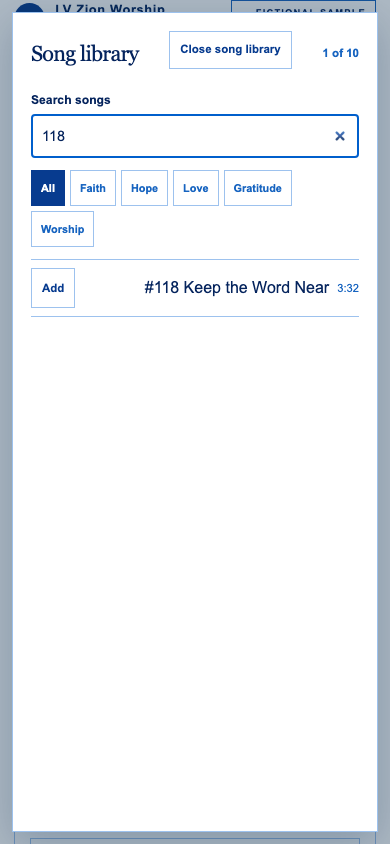 LV Zion Worship
FICTIONAL SAMPLE
Song library
Close song library
1 of 10
Search songs
118
All
Faith
Hope
Love
Gratitude
Worship
Add
#118 Keep the Word Near
3:32